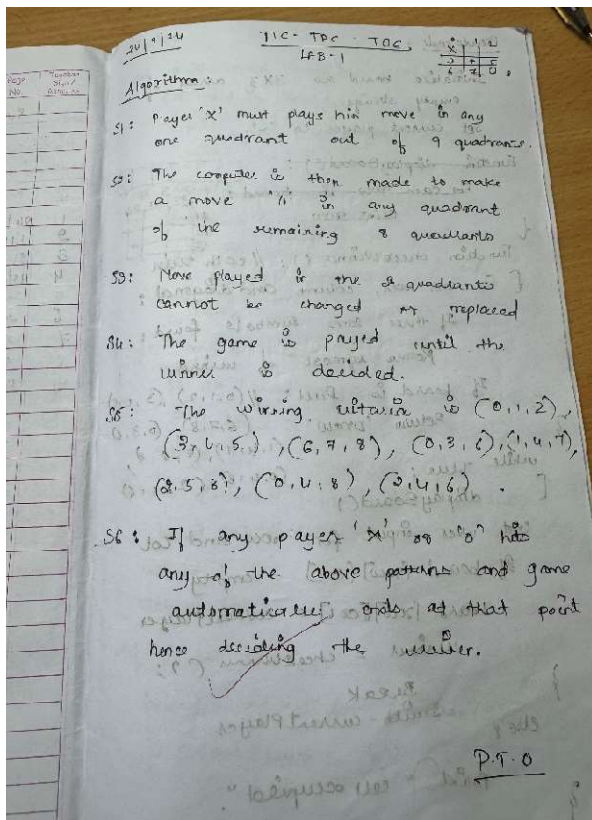 24/9/24
TIC - TAC - TOE
LAB-1
Page No.
Algorithm:
S1: Player 'X' must plays his move in any
one quadrant out of 9 quadrants.
S2: The computer is then made to make
a move in any quadrant
of the remaining 8 quadrants
S3: Move played in the quadrants
cannot be changed or replaced
S4: The game is played until the
winner is decided.
S5: The winning criteria is (0,1,2),
(3,4,5), (6,7,8), (0,3,6), (1,4,7),
(2,5,8), (0,4,8), (2,4,6).
S6: If any player 'X' or 'o' has
any of the above patterns and game
automatically ends at that point
hence deciding the winner.
P.T.O